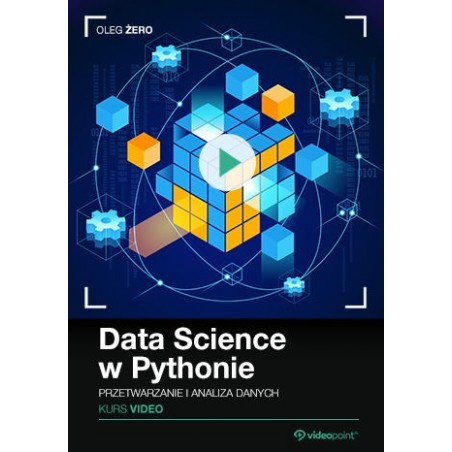 OLEG ŻERO
Data Science
w Pythonie
PRZETWARZANIE I ANALIZA DANYCH
KURS VIDEO
videopoint